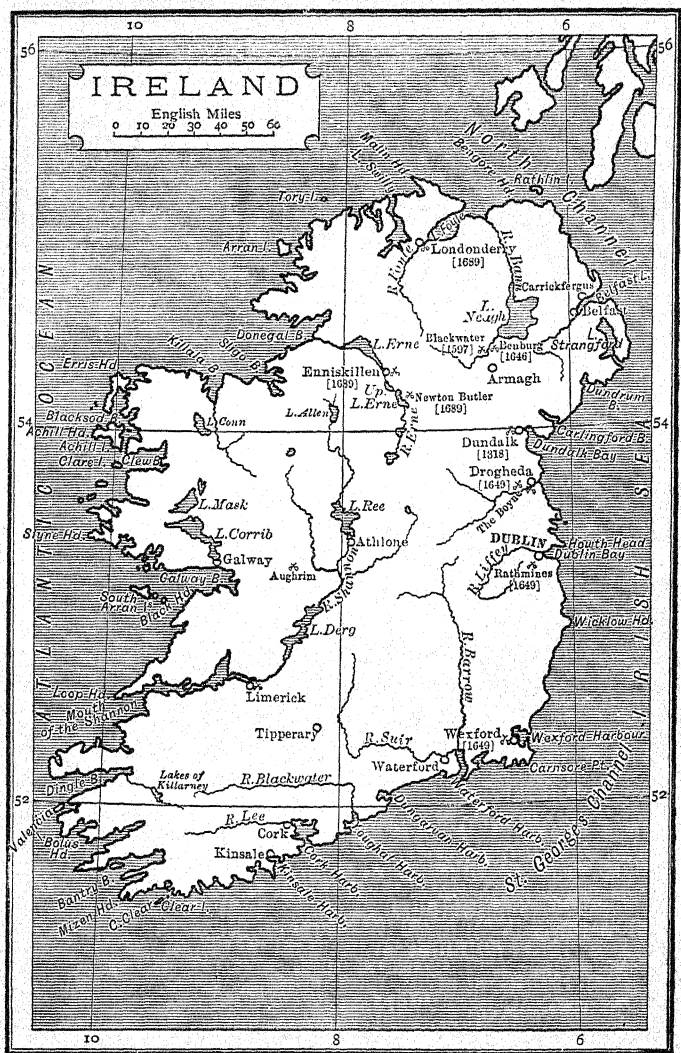 10 8 6
56 56
IRELAND
English Miles
0 10 20 30 40 50 60
North Channel
Malin Hd.
L. Swilly
Bengore Hd.
Rathlin I.
Tory I.
L. Foyle
Arran I.
Londonderry
[1689]
R. Foyle
R. Bann
Carrickfergus
Belfast L.
Belfast
L. Neagh
Donegal B.
L. Erne
Blackwater
[1597]
Benburg
[1646]
L. Strangford
Sligo B.
Killala B.
Erris Hd.
Enniskillen
[1689]
Armagh
Up. L. Erne
Newton Butler
[1689]
Dundrum B.
L. Allen
R. Erne
L. Conn
Blacksod
54 54
Achill Hd.
Achill I.
Carlingford B.
Dundalk
[1318]
Dundalk Bay
Clare I.
Clew B.
Drogheda
[1649]
The Boyne
L. Mask
L. Ree
Slyne Hd.
L. Corrib
Athlone
DUBLIN
Howth Head
Dublin Bay
Galway
Aughrim
R. Liffey
Rathmines
[1649]
Galway B.
South Arran Is.
Black Hd.
R. Shannon
L. Derg
Wicklow Hd.
R. Barrow
ATLANTIC OCEAN
IRISH SEA
Loop Hd.
Mouth
of the Shannon
Limerick
Tipperary
R. Suir
Wexford
[1649]
Wexford Harbour
Waterford
Carnsore Pt.
Dingle B.
Lakes of
Killarney
R. Blackwater
Waterford Harb.
52 52
Valentia
Dungarvan Harb.
R. Lee
Cork
Youghal Harb.
Bolus
Hd.
Kinsale
Cork Harb.
Kinsale Harb.
St. George's Channel
Bantry B.
Mizen Hd.
C. Clear
Clear I.
10 8 6